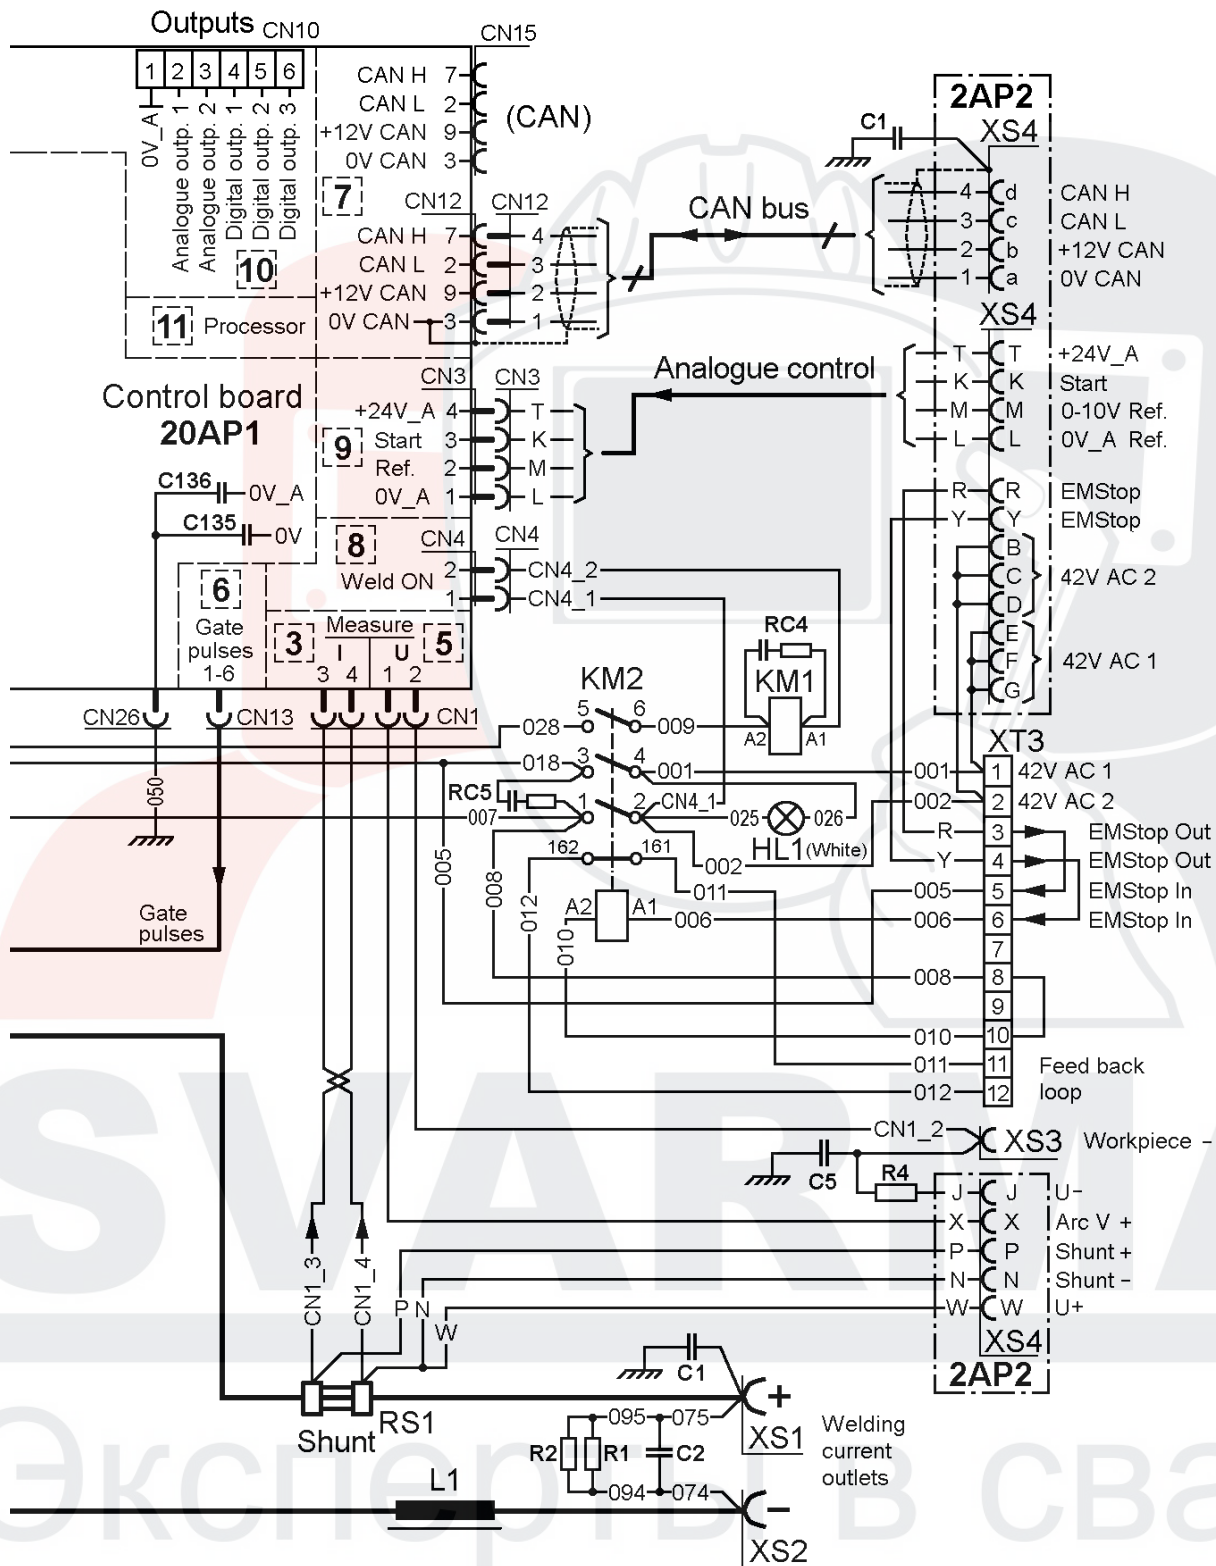 Outputs CN10
1 2 3 4 5 6
0V_A
Analogue outp. 1
Analogue outp. 2
Digital outp. 1
Digital outp. 2
Digital outp. 3
10
11 Processor
7
CN15
CAN H 7
CAN L 2
+12V CAN 9
0V CAN 3
(CAN)
CN12 CN12
CAN H 7 4
CAN L 2 3
+12V CAN 9 2
0V CAN 3 1
CAN bus
C1
2AP2
XS4
4 d CAN H
3 c CAN L
2 b +12V CAN
1 a 0V CAN
Control board
20AP1
CN3 CN3
+24V_A 4 T
9 Start 3 K
Ref. 2 M
0V_A 1 L
Analogue control
XS4
T T +24V_A
K K Start
M M 0-10V Ref.
L L 0V_A Ref.
R R EMStop
Y Y EMStop
B
C 42V AC 2
D
E
F 42V AC 1
G
C136 0V_A
C135 0V
8
CN4 CN4
Weld ON 2 CN4_2
1 CN4_1
6
Gate
pulses
1-6
3 Measure 5
I U
3 4 1 2
CN26 CN13 CN1
050
RC4
KM1
A2 A1
KM2
028 5 6 009
018 3 4 001
RC5
007 1 2 CN4_1
025 026
HL1 (White)
162 161
002
011
005
008
012
010
A2 A1 006
Gate
pulses
XT3
001 1 42V AC 1
002 2 42V AC 2
R 3 EMStop Out
Y 4 EMStop Out
005 5 EMStop In
006 6 EMStop In
7
008 8
9
010 10
011 11 Feed back
012 12 loop
CN1_2 XS3 Workpiece -
C5 R4
J J U-
X X Arc V +
P P Shunt +
N N Shunt -
W W U+
XS4
2AP2
CN1_3
CN1_4
P N
W
C1
RS1
Shunt
+
095 075
XS1
R2 R1 C2
094 074
-
XS2
Welding
current
outlets
L1
SVARMA
Эксперты в сва